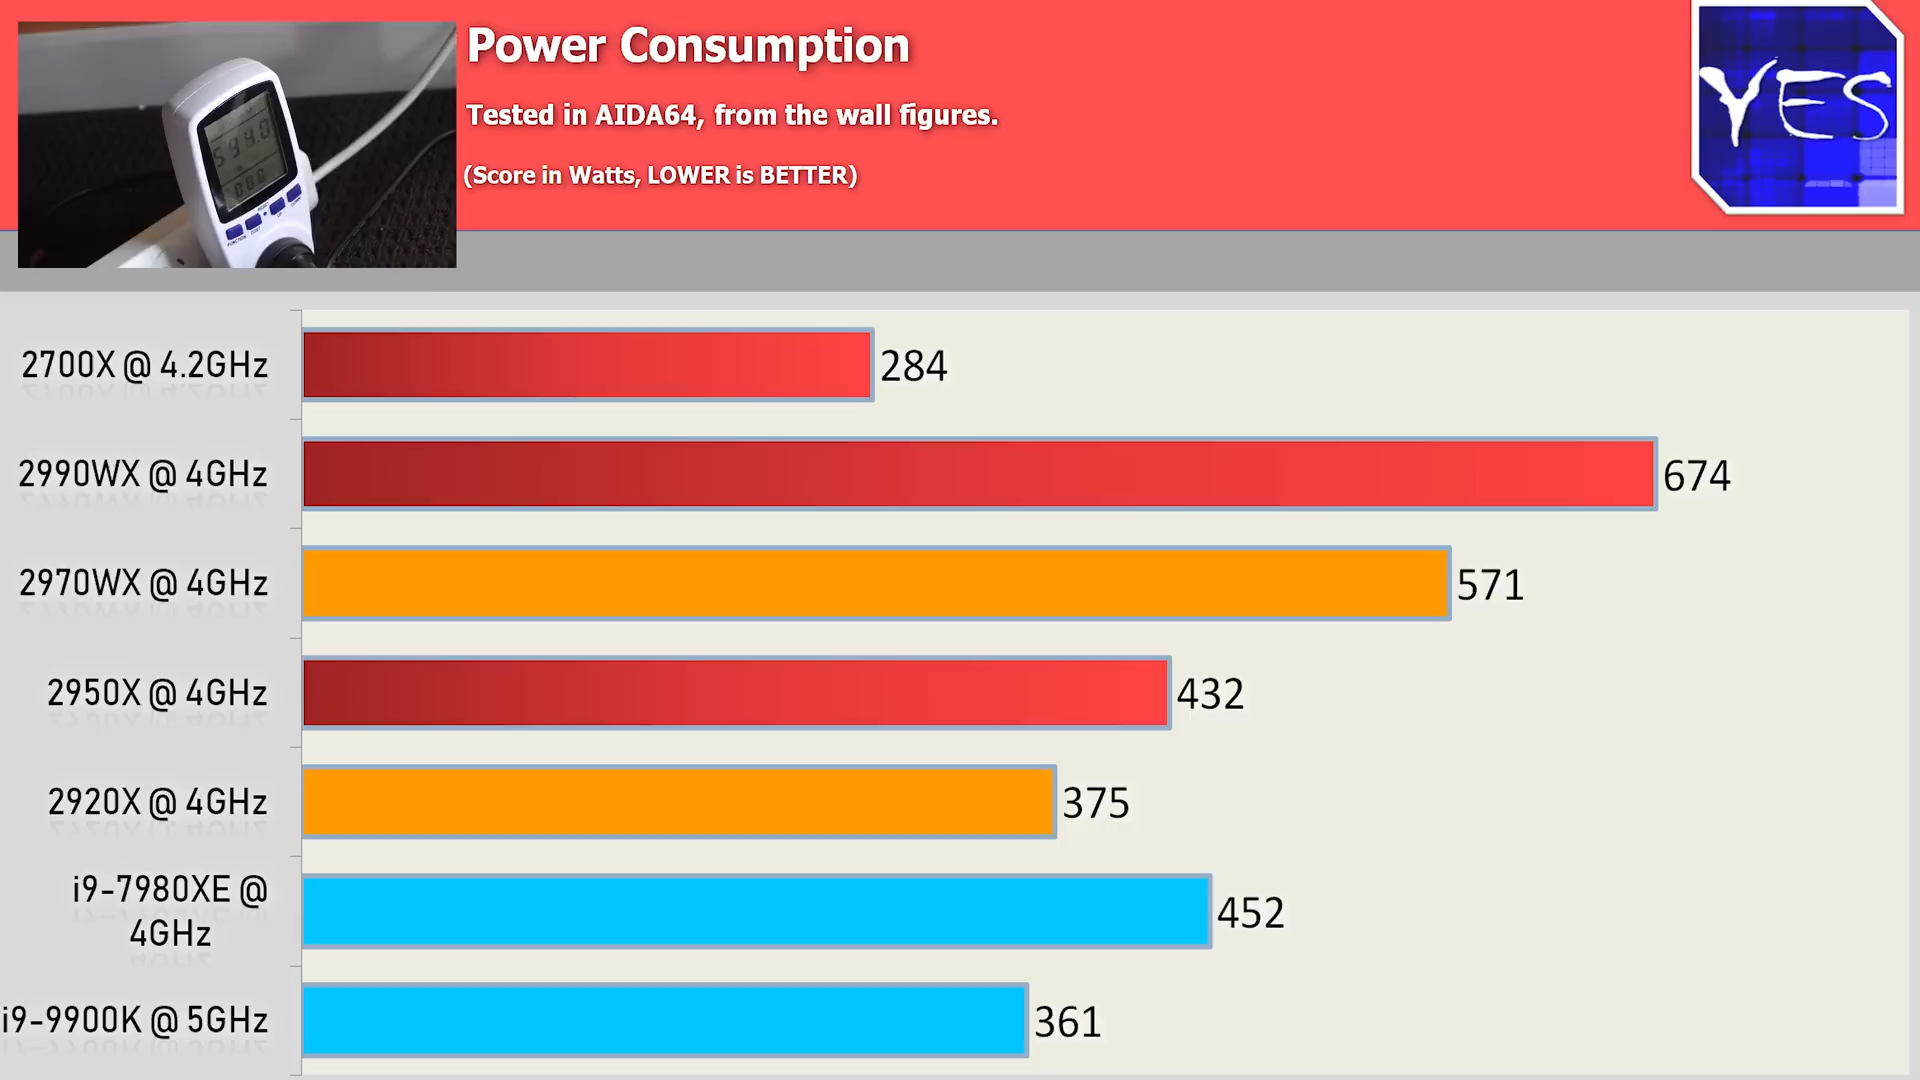 Power Consumption
Tested in AIDA64, from the wall figures.
(Score in Watts, LOWER is BETTER)
YES
2700X @ 4.2GHz
284
2990WX @ 4GHz
674
2970WX @ 4GHz
571
2950X @ 4GHz
432
2920X @ 4GHz
375
i9-7980XE @
4GHz
452
i9-9900K @ 5GHz
361